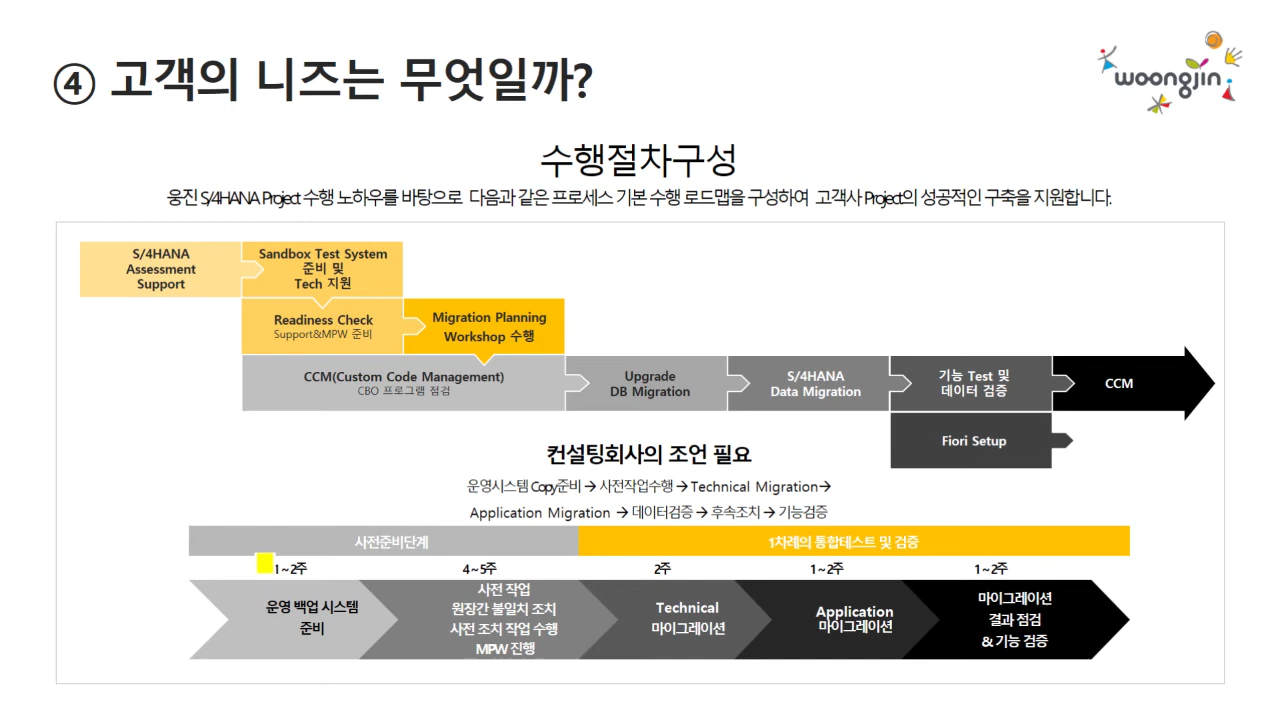 ④ 고객의 니즈는 무엇일까?
woongjin
수행절차구성
웅진 S/4HANA Project 수행 노하우를 바탕으로 다음과 같은 프로세스 기본 수행 로드맵을 구성하여 고객사 Project의 성공적인 구축을 지원합니다.
S/4HANA
Assessment
Support
Sandbox Test System
준비 및
Tech 지원
Readiness Check
Support&MPW 준비
Migration Planning
Workshop 수행
CCM(Custom Code Management)
CBO 프로그램 점검
Upgrade
DB Migration
S/4HANA
Data Migration
기능 Test 및
데이터 검증
CCM
Fiori Setup
컨설팅회사의 조언 필요
운영시스템 Copy준비 → 사전작업수행 → Technical Migration→
Application Migration → 데이터검증 → 후속조치 → 기능검증
사전준비단계
1차례의 통합테스트 및 검증
1~2주
4~5주
2주
1~2주
1~2주
운영 백업 시스템
준비
사전 작업
원장간 불일치 조치
사전 조치 작업 수행
MPW 진행
Technical
마이그레이션
Application
마이그레이션
마이그레이션
결과 점검
& 기능 검증